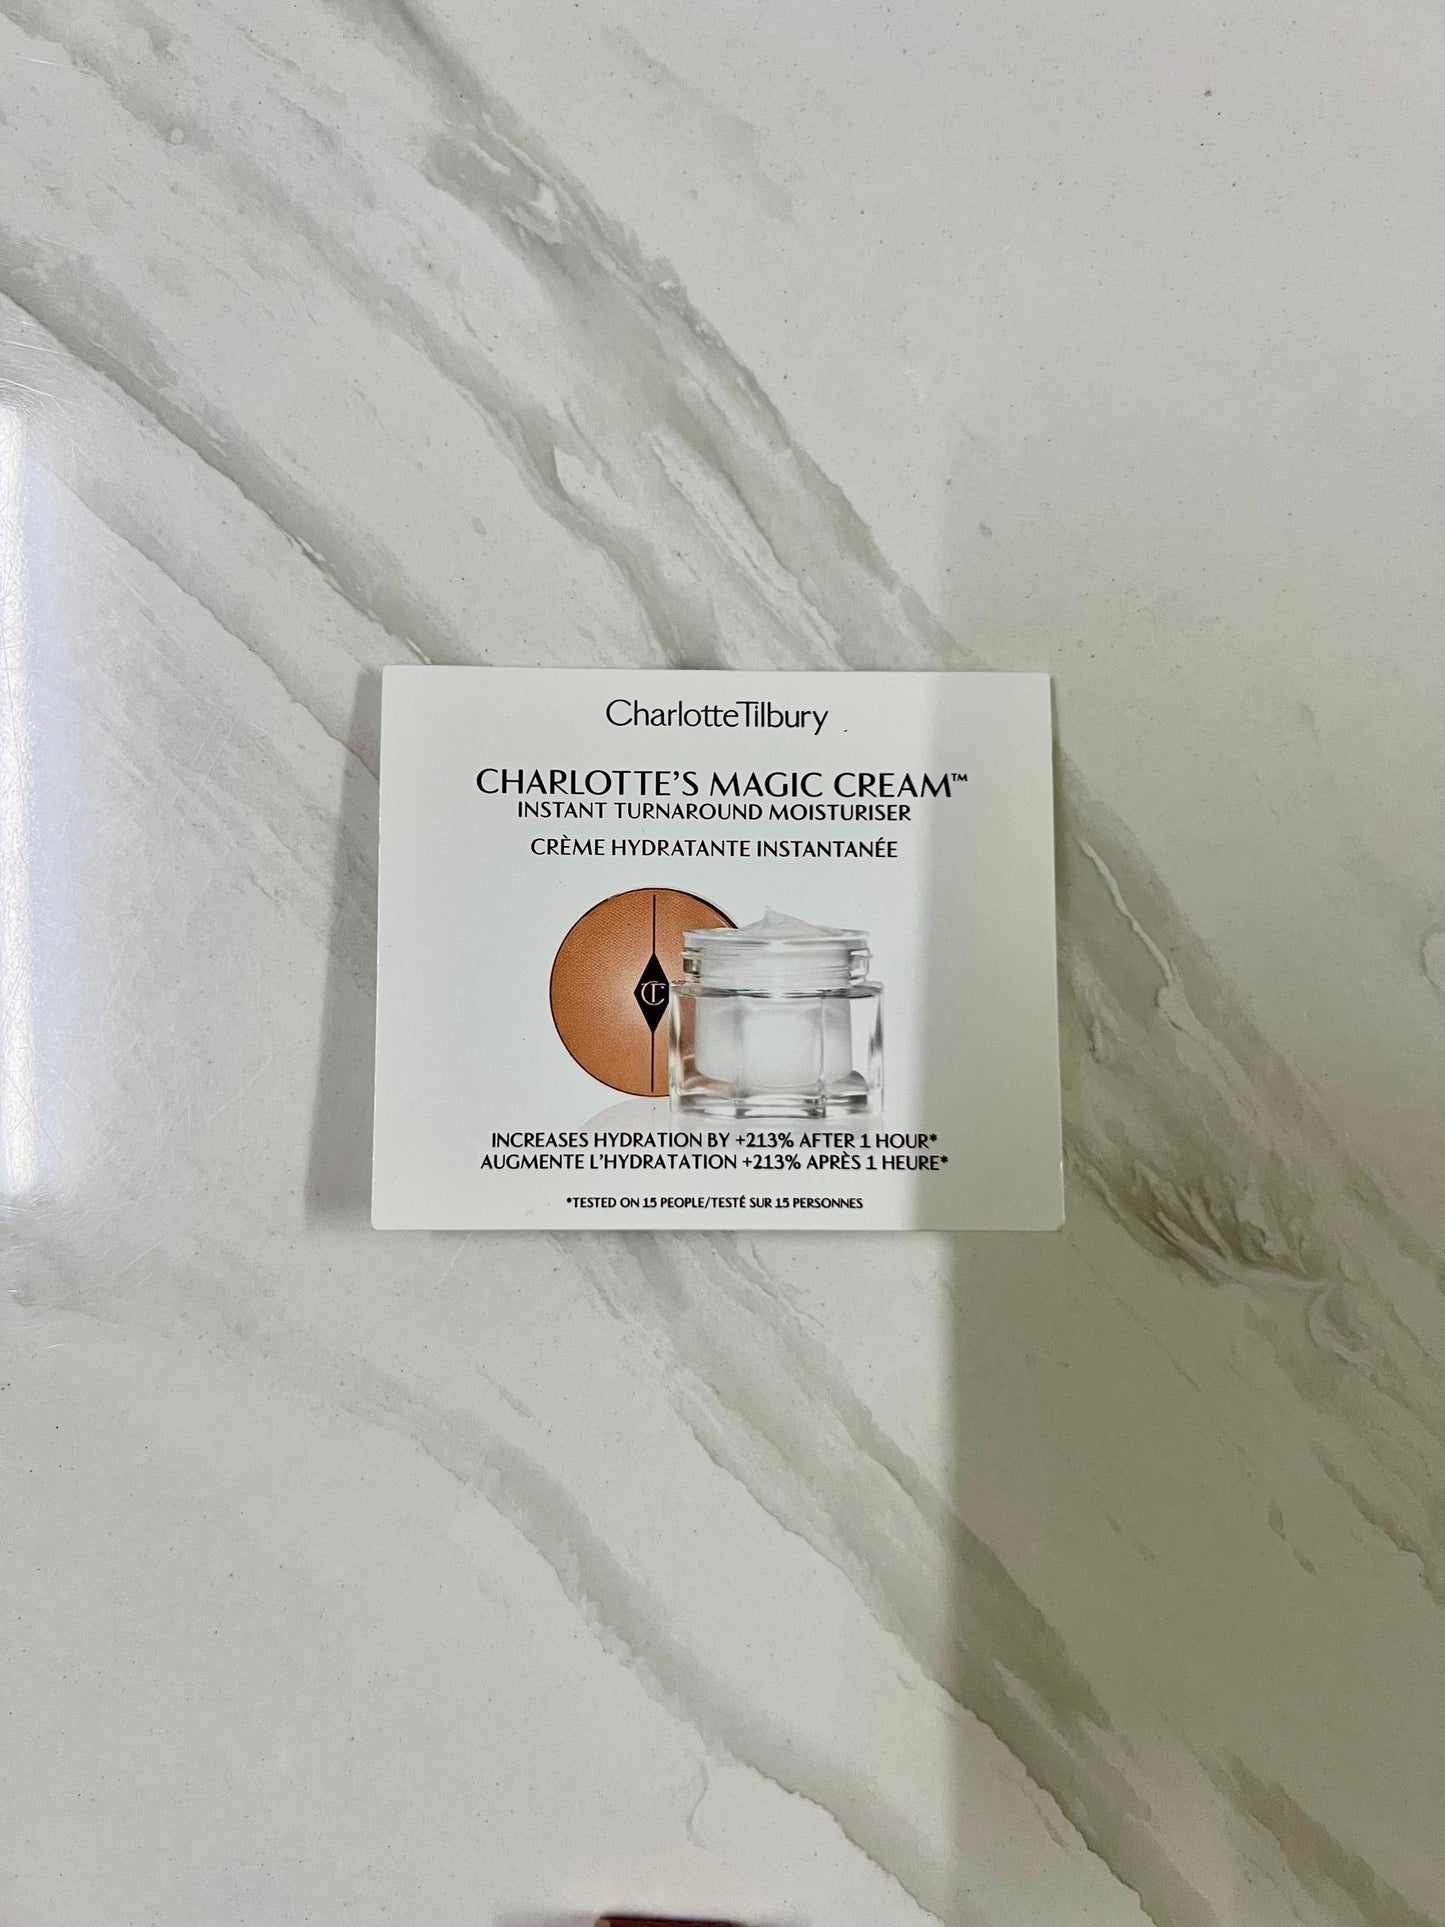 CharlotteTilbury
CHARLOTTE'S MAGIC CREAM™
INSTANT TURNAROUND MOISTURISER
CRÈME HYDRATANTE INSTANTANÉE
CT
INCREASES HYDRATION BY +213% AFTER 1 HOUR*
AUGMENTE L'HYDRATATION +213% APRÈS 1 HEURE*
*TESTED ON 15 PEOPLE/TESTÉ SUR 15 PERSONNES